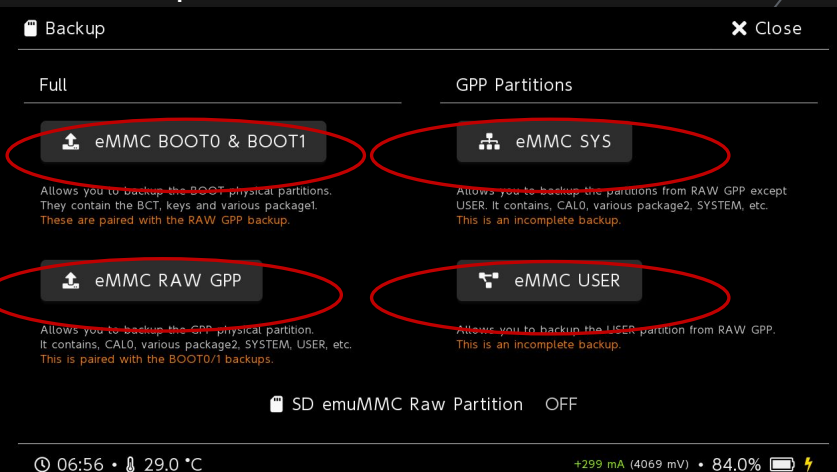 Backup
Close
Full
GPP Partitions
eMMC BOOT0 & BOOT1
eMMC SYS
Allows you to backup the BOOT physical partitions.
They contain the BCT, keys and various package1.
These are paired with the RAW GPP backup.
Allows you to backup the partitions from RAW GPP except
USER. It contains, CAL0, various package2, SYSTEM, etc.
This is an incomplete backup.
eMMC RAW GPP
eMMC USER
Allows you to backup the GPP physical partition.
It contains, CAL0, various package2, SYSTEM, USER, etc.
This is paired with the BOOT0/1 backups.
Allows you to backup the USER partition from RAW GPP.
This is an incomplete backup.
SD emuMMC Raw Partition OFF
06:56 • 29.0 °C
+299 mA (4069 mV) • 84.0%